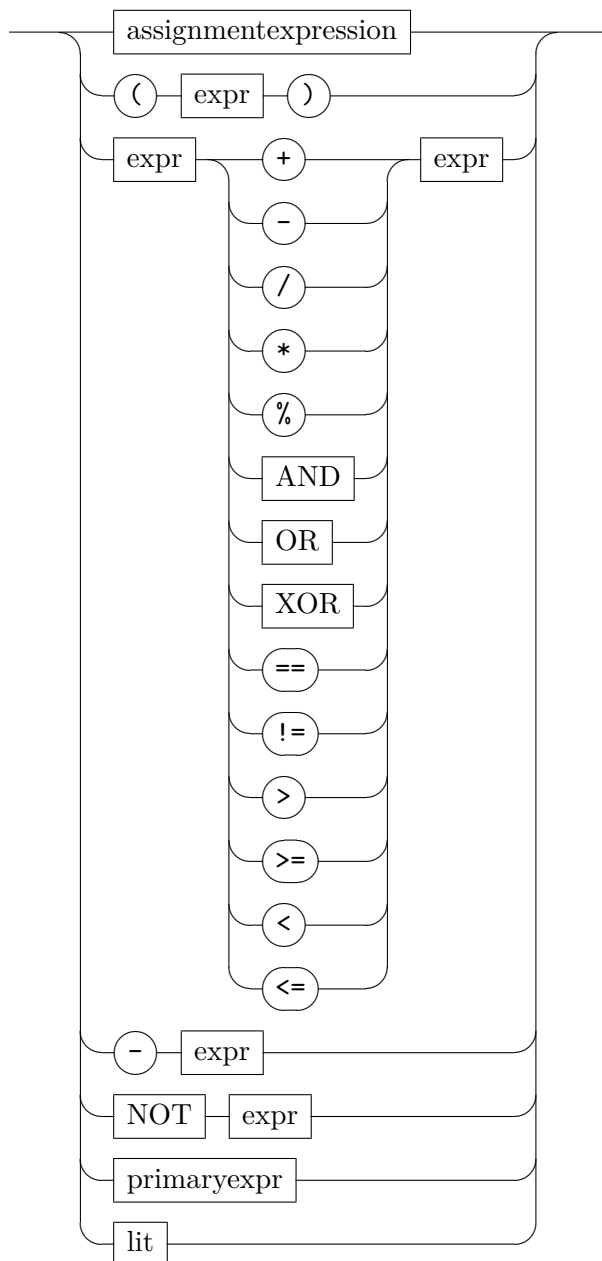 assignmentexpression
( expr )
expr + expr
-
/
*
%
AND
OR
XOR
==
!=
>
>=
<
<=
- expr
NOT expr
primaryexpr
lit